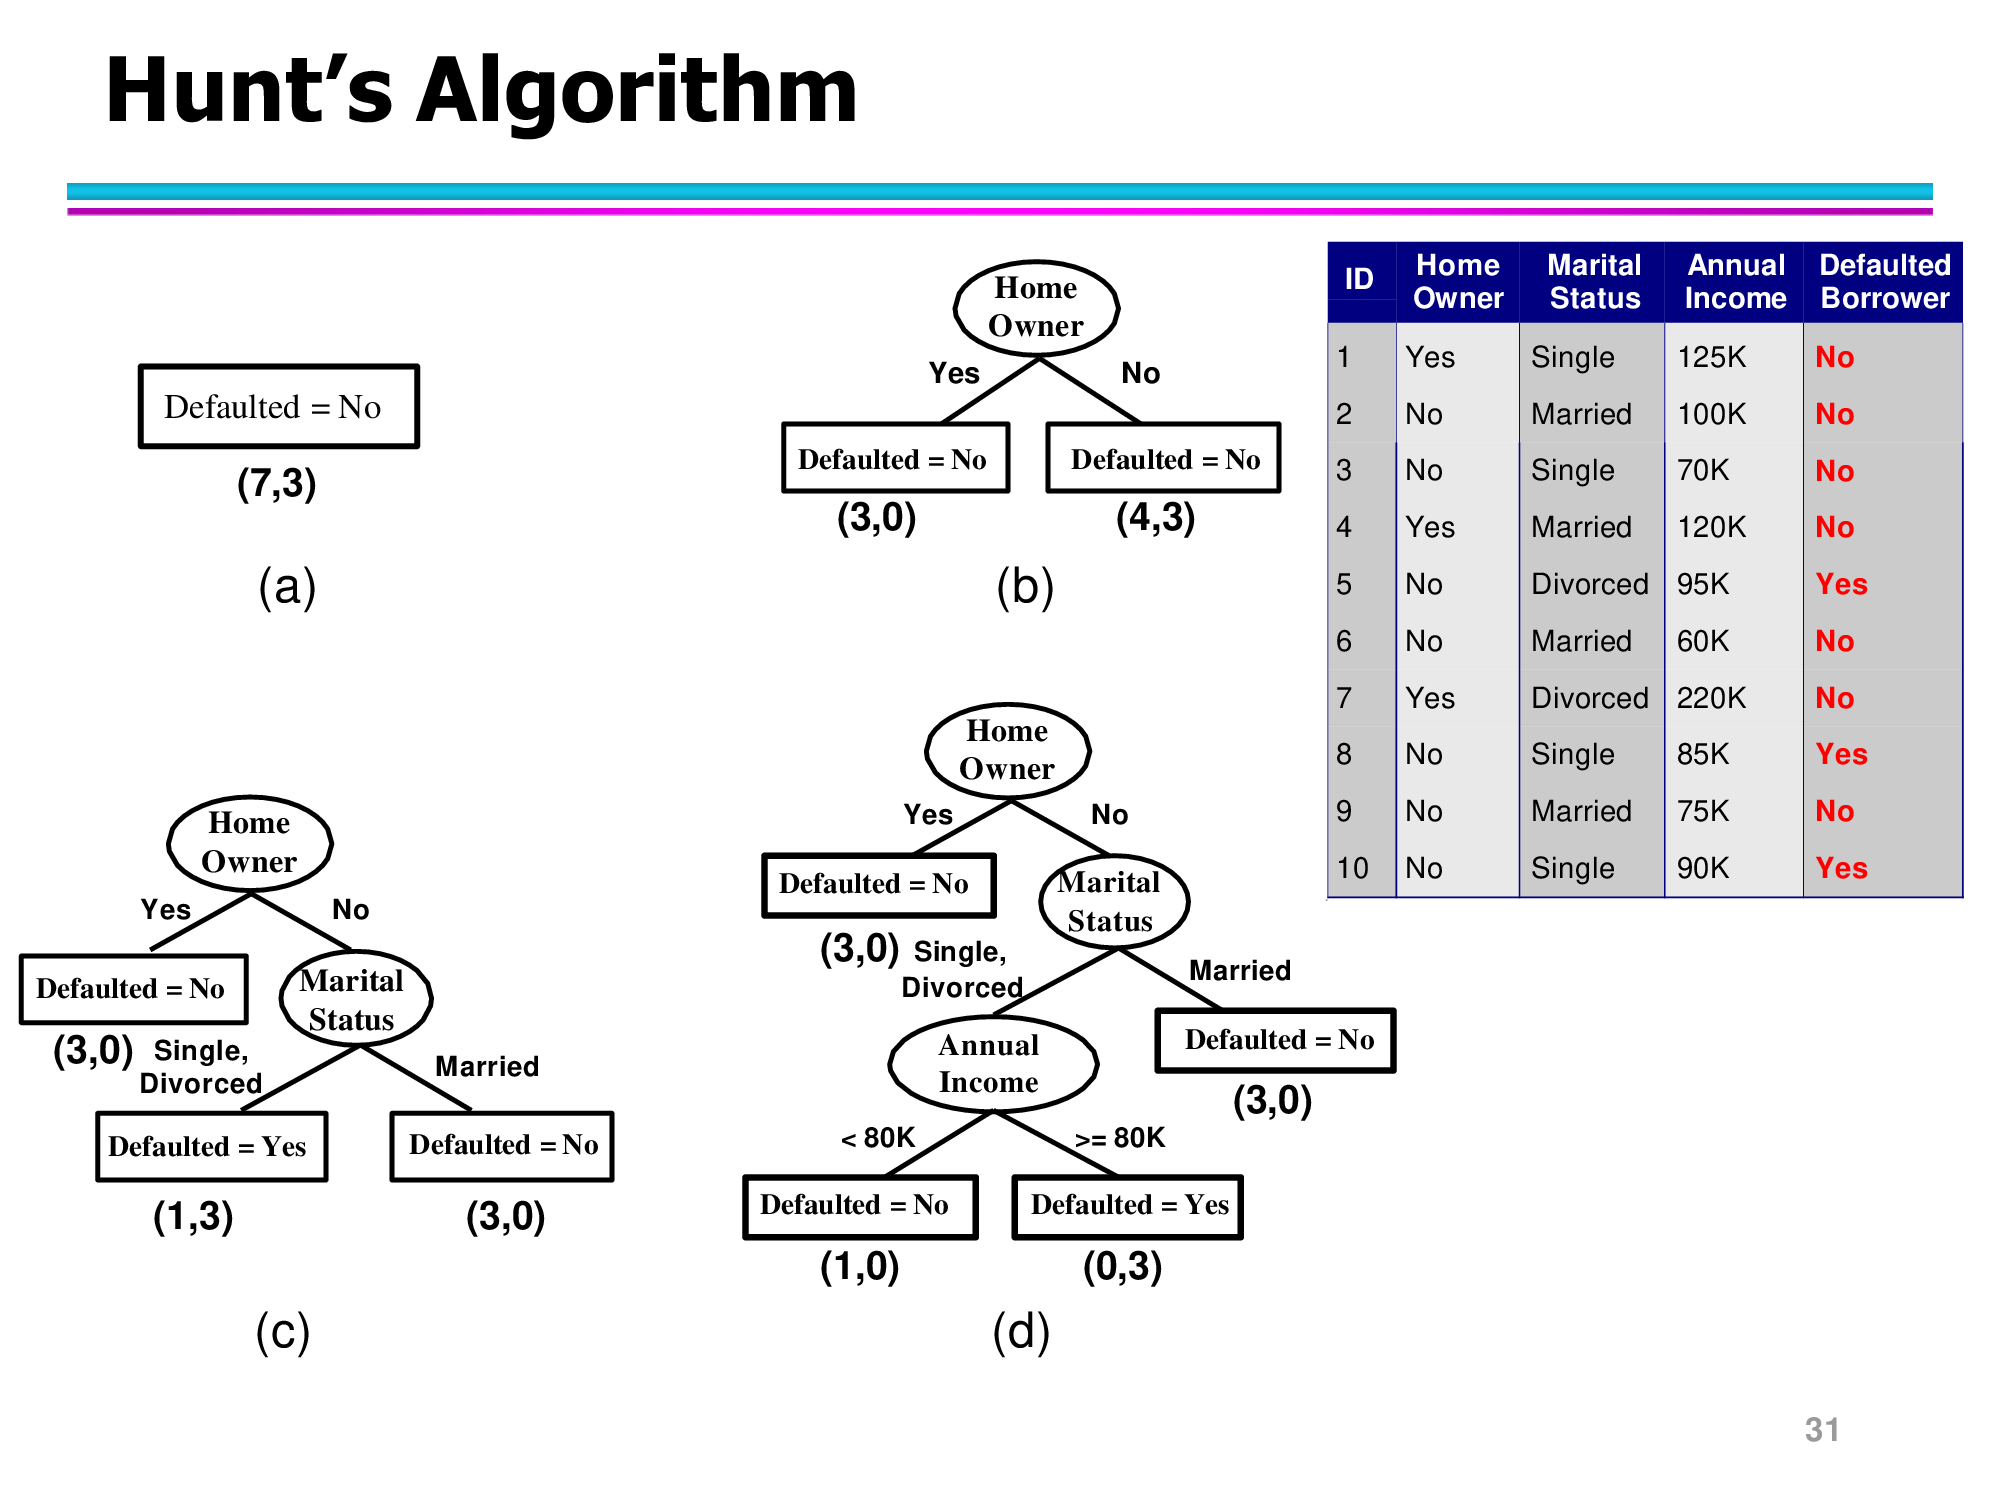 Hunt’s Algorithm
Defaulted = No
(7,3)
(a)
Home
Owner
Yes No
Defaulted = No Defaulted = No
(3,0) (4,3)
(b)
ID Home Owner Marital Status Annual Income Defaulted Borrower
1 Yes Single 125K No
2 No Married 100K No
3 No Single 70K No
4 Yes Married 120K No
5 No Divorced 95K Yes
6 No Married 60K No
7 Yes Divorced 220K No
8 No Single 85K Yes
9 No Married 75K No
10 No Single 90K Yes
Home
Owner
Yes No
Defaulted = No
Marital
Status
(3,0)
Single,
Divorced
Married
Defaulted = Yes Defaulted = No
(1,3) (3,0)
(c)
Home
Owner
Yes No
Defaulted = No
Marital
Status
(3,0)
Single,
Divorced
Married
Annual
Income
Defaulted = No
(3,0)
< 80K >= 80K
Defaulted = No Defaulted = Yes
(1,0) (0,3)
(d)
31